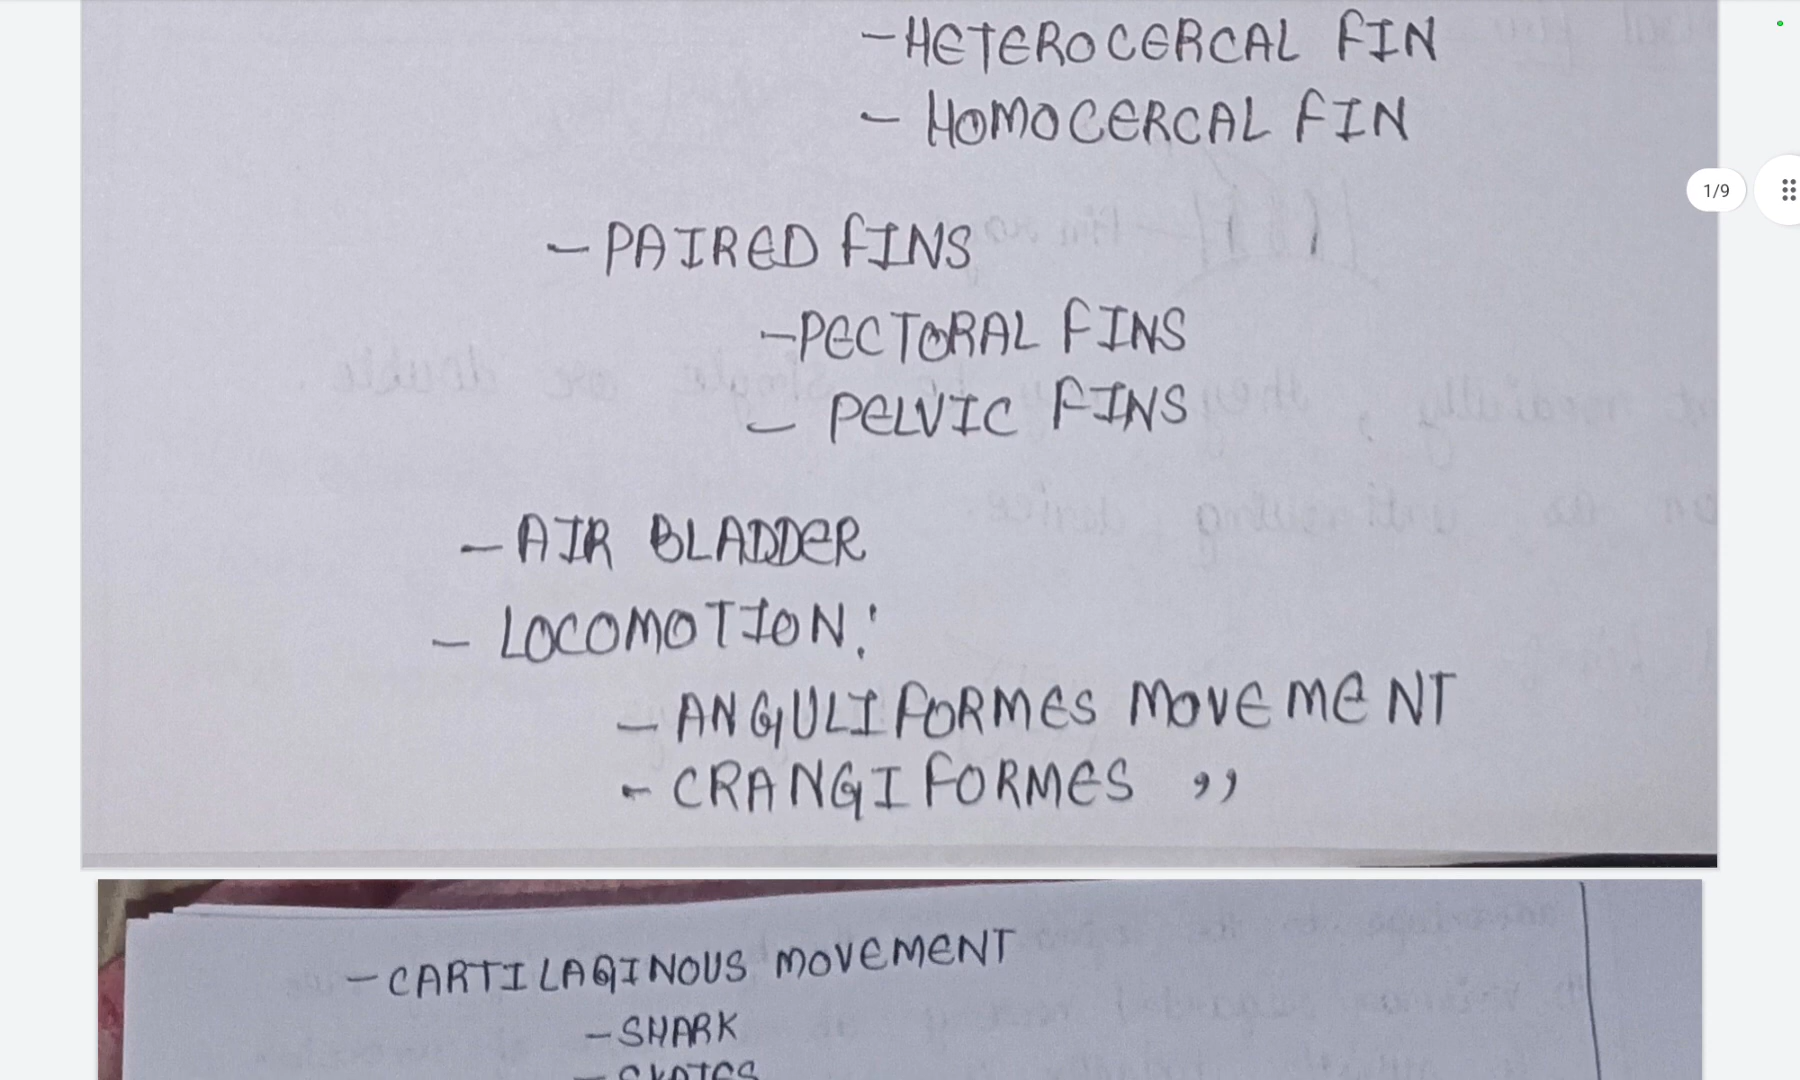 - HETEROCERCAL FIN
- HOMOCERCAL FIN
1/9
- PAIRED FINS
- PECTORAL FINS
- PELVIC FINS
- AIR BLADDER
- LOCOMOTION:
- ANGULIFORMES MOVEMENT
- CRANGIFORMES ,,
- CARTILAGINOUS MOVEMENT
- SHARK
- SKATES